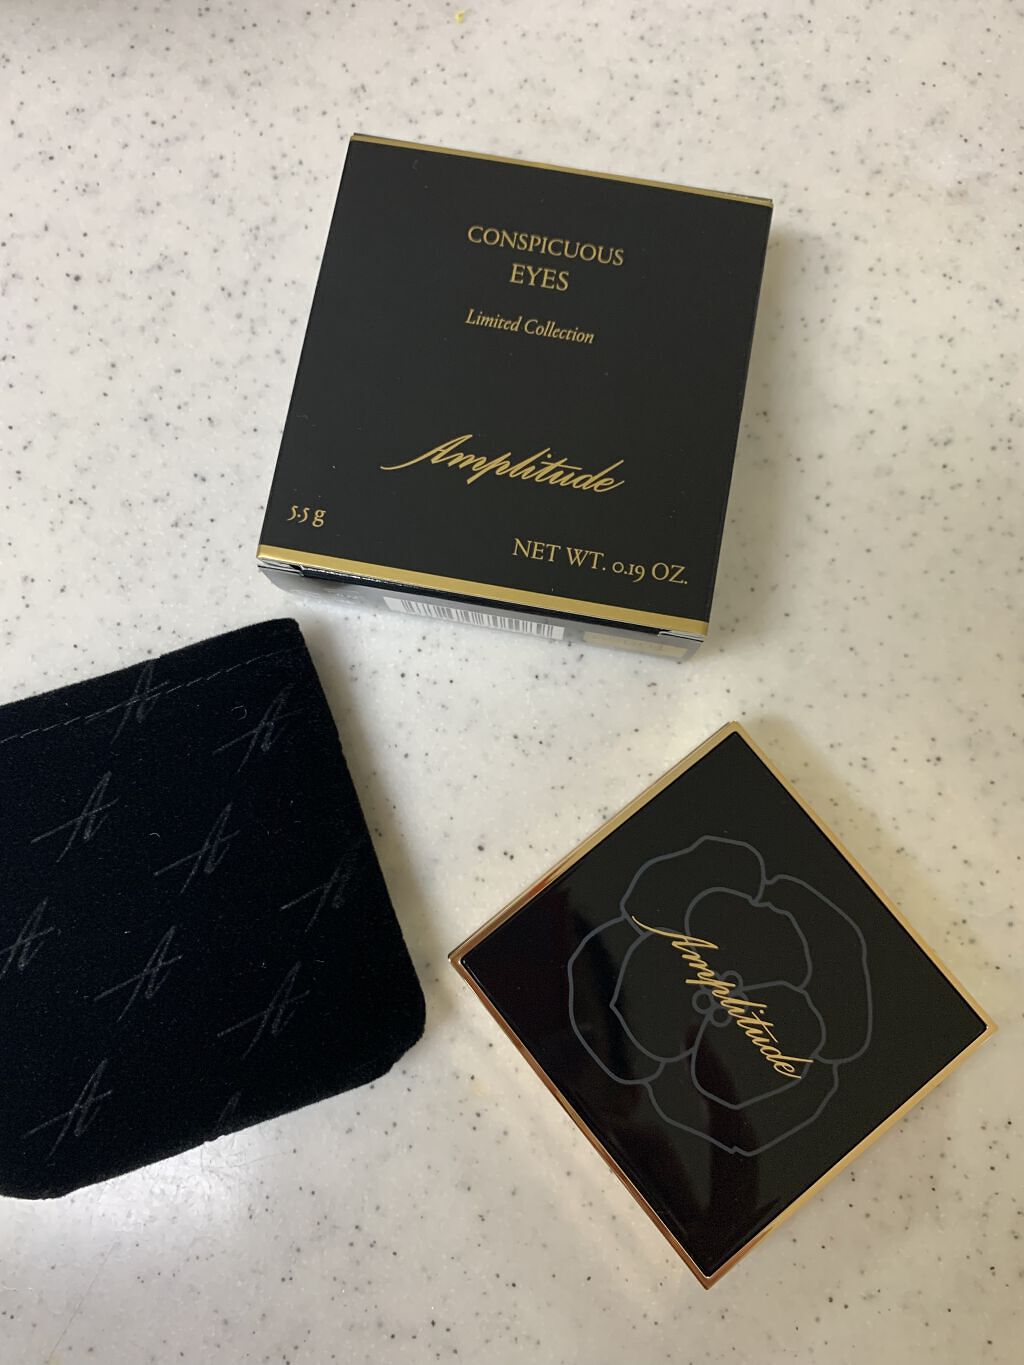 CONSPICUOUS
EYES
Limited Collection
Amplitude
5.5 g
NET WT. 0.19 OZ.
Amplitude